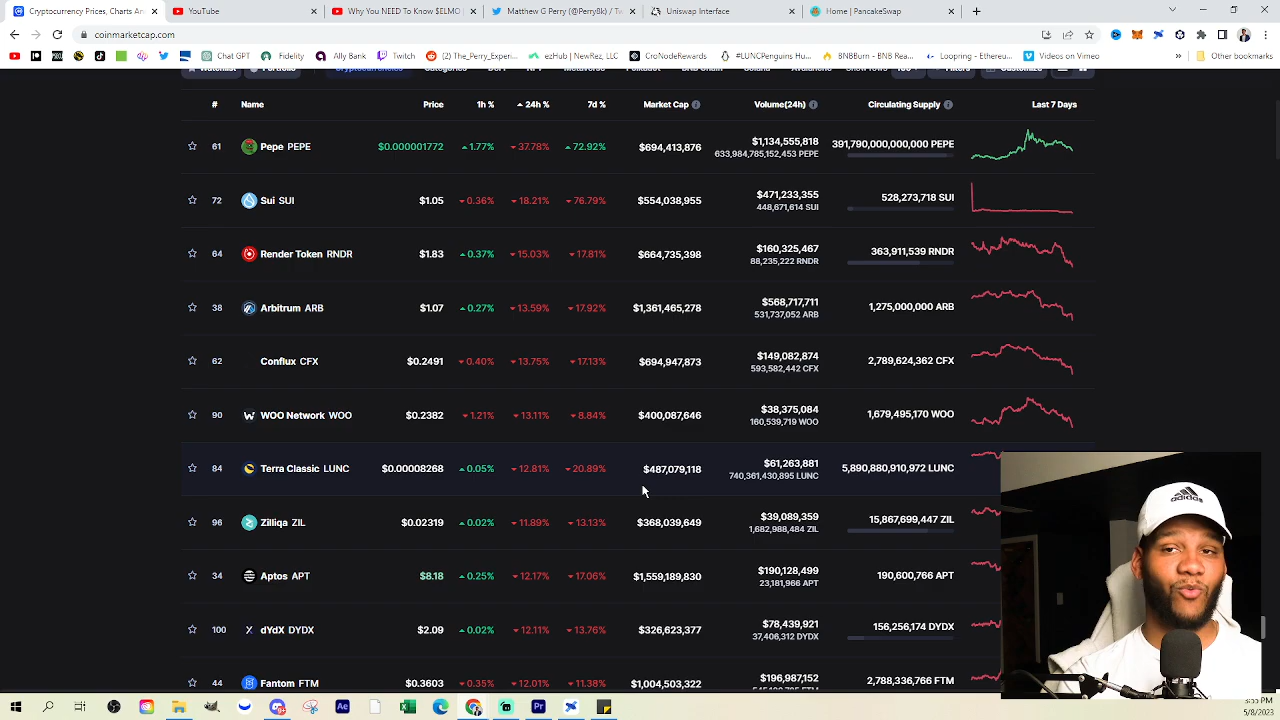 Cryptocurrency Prices, Charts An
YouTube
Why You NEED To Know $ELMO
Matthew G Perry (@Perry8k) / Tw
Uniswap Interface
Home | PancakeSwap
coinmarketcap.com
Chat GPT
Fidelity
Ally Bank
Twitch
(2) The_Perry_Experi...
ezHub | NewRez, LLC
CroNodeRewards
#LUNCPenguins Hu...
BNBBurn - BNB Rea...
Loopring
Videos on Vimeo
» Other bookmarks
# Name Price 1h % 24h % 7d % Market Cap Volume(24h) Circulating Supply Last 7 Days
61 Pepe PEPE $0.000001772 1.77% 37.78% 72.92% $694,413,876 $1,134,555,818 391,790,000,000,000 PEPE
633,984,785,152,453 PEPE
72 Sui SUI $1.05 0.36% 18.21% 76.79% $554,038,955 $471,233,355 528,273,718 SUI
448,671,614 SUI
64 Render Token RNDR $1.83 0.37% 15.03% 17.81% $664,735,398 $160,325,467 363,911,539 RNDR
88,235,222 RNDR
38 Arbitrum ARB $1.07 0.27% 13.59% 17.92% $1,361,465,278 $568,717,711 1,275,000,000 ARB
531,737,052 ARB
62 Conflux CFX $0.2491 0.40% 13.75% 17.13% $694,947,873 $149,082,874 2,789,624,362 CFX
593,582,442 CFX
90 WOO Network WOO $0.2382 1.21% 13.11% 8.84% $400,087,646 $38,375,084 1,679,495,170 WOO
160,539,719 WOO
84 Terra Classic LUNC $0.00008268 0.05% 12.81% 20.89% $487,079,118 $61,263,881 5,890,880,910,972 LUNC
740,361,430,895 LUNC
96 Zilliqa ZIL $0.02319 0.02% 11.89% 13.13% $368,039,649 $39,089,359 15,867,699,447 ZIL
1,682,988,484 ZIL
34 Aptos APT $8.18 0.25% 12.17% 17.06% $1,559,189,830 $190,128,499 190,600,766 APT
23,181,966 APT
100 dYdX DYDX $2.09 0.02% 12.11% 13.76% $326,623,377 $78,439,921 156,256,174 DYDX
37,406,312 DYDX
44 Fantom FTM $0.3603 0.35% 12.01% 11.38% $1,004,503,322 $196,987,152 2,788,336,766 FTM
adidas
3:55 PM
5/8/2023